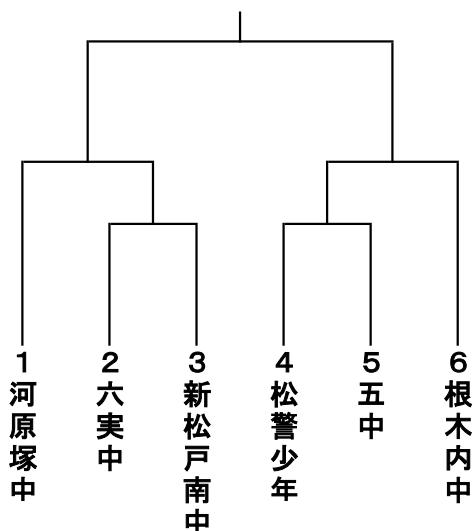 1 河原塚中
2 六実中
3 新松戸南中
4 松警少年
5 五中
6 根木内中